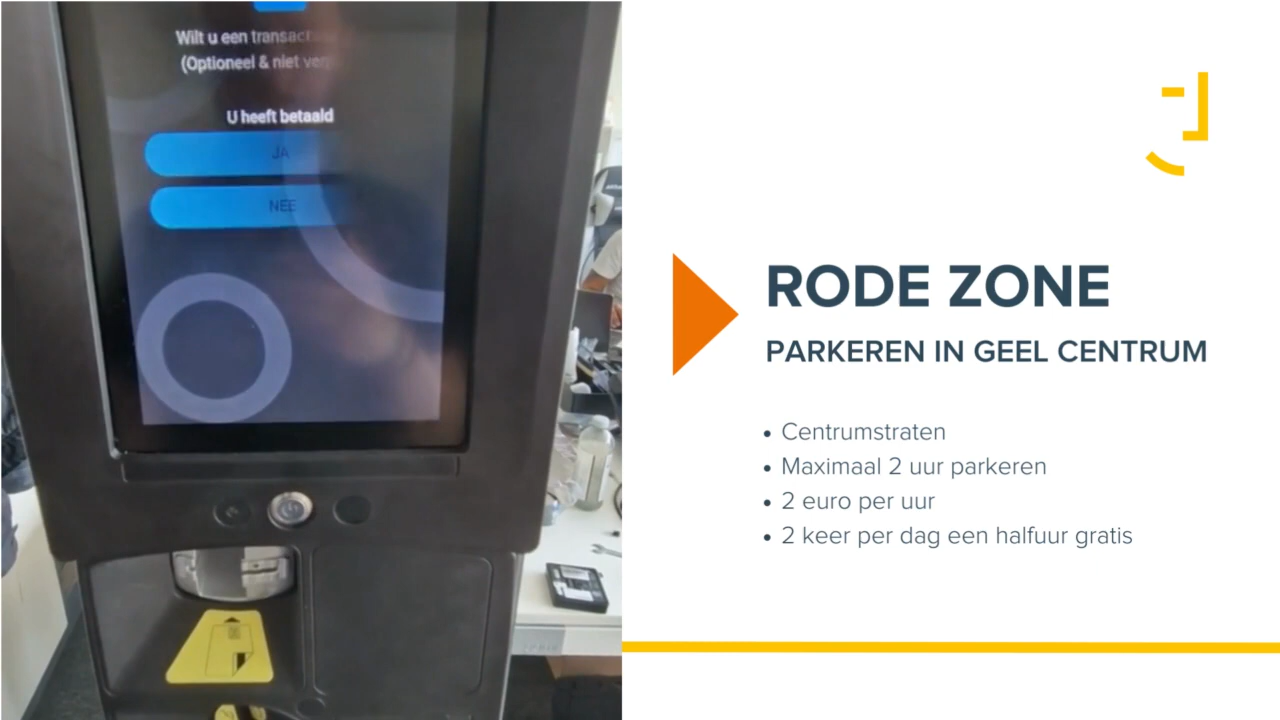 Wilt u een
(Optioneel & niet
U heeft betaald
JA
NEE
RODE ZONE
PARKEREN IN GEEL CENTRUM
• Centrumstraten
• Maximaal 2 uur parkeren
• 2 euro per uur
• 2 keer per dag een halfuur gratis